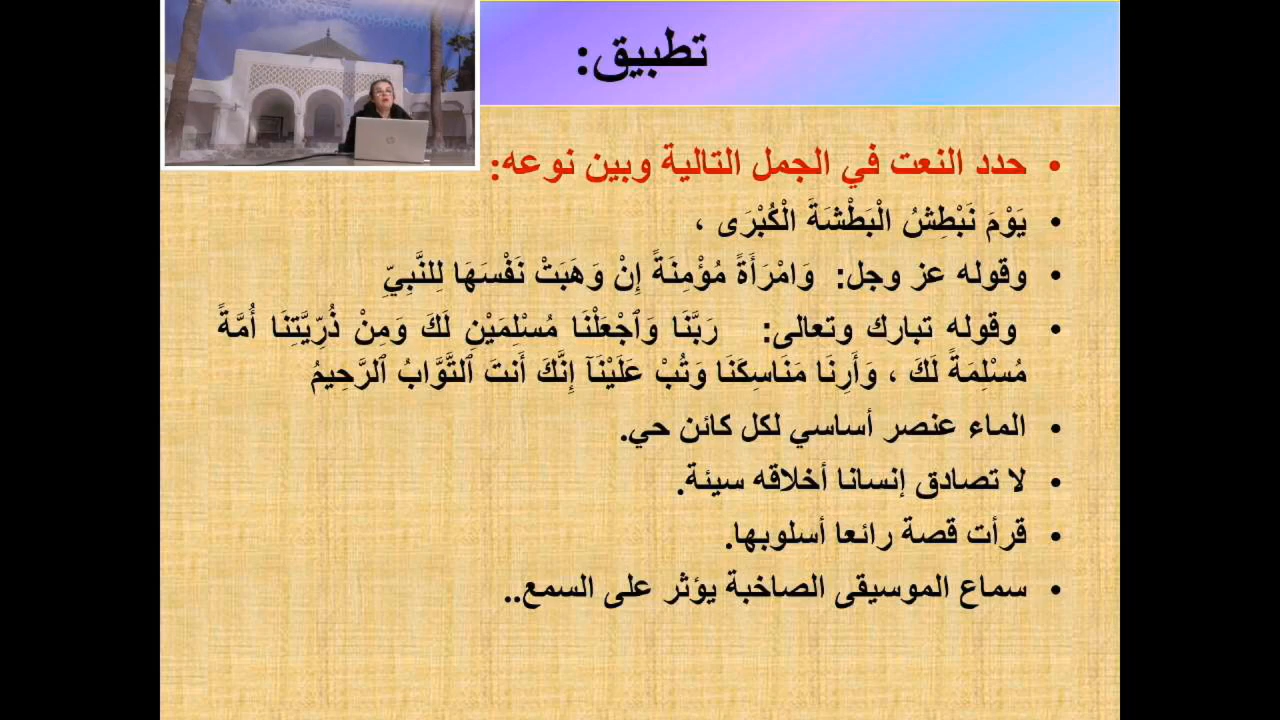 تطبيق:
• حدد النعت في الجمل التالية وبين نوعه:
• يَوْمَ نَبْطِشُ الْبَطْشَةَ الْكُبْرَى ،
• وقوله عز وجل: وَامْرَأَةً مُؤْمِنَةً إِنْ وَهَبَتْ نَفْسَهَا لِلنَّبِيِّ
• وقوله تبارك وتعالى: رَبَّنَا وَٱجْعَلْنَا مُسْلِمَيْنِ لَكَ وَمِنْ ذُرِّيَّتِنَا أُمَّةً
مُسْلِمَةً لَكَ ، وَأَرِنَا مَنَاسِكَنَا وَتُبْ عَلَيْنَآ إِنَّكَ أَنتَ ٱلتَّوَّابُ ٱلرَّحِيمُ
• الماء عنصر أساسي لكل كائن حي.
• لا تصادق إنسانا أخلاقه سيئة.
• قرأت قصة رائعا أسلوبها.
• سماع الموسيقى الصاخبة يؤثر على السمع..